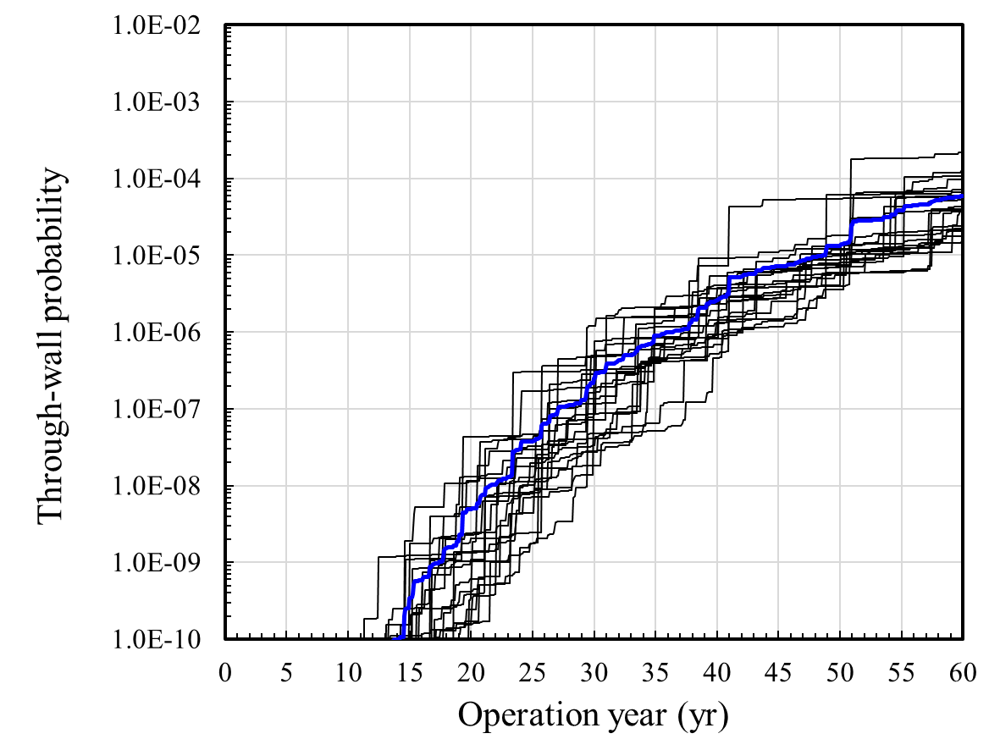 1.0E-02
1.0E-03
1.0E-04
1.0E-05
1.0E-06
1.0E-07
1.0E-08
1.0E-09
1.0E-10
Through-wall probability
0 5 10 15 20 25 30 35 40 45 50 55 60
Operation year (yr)